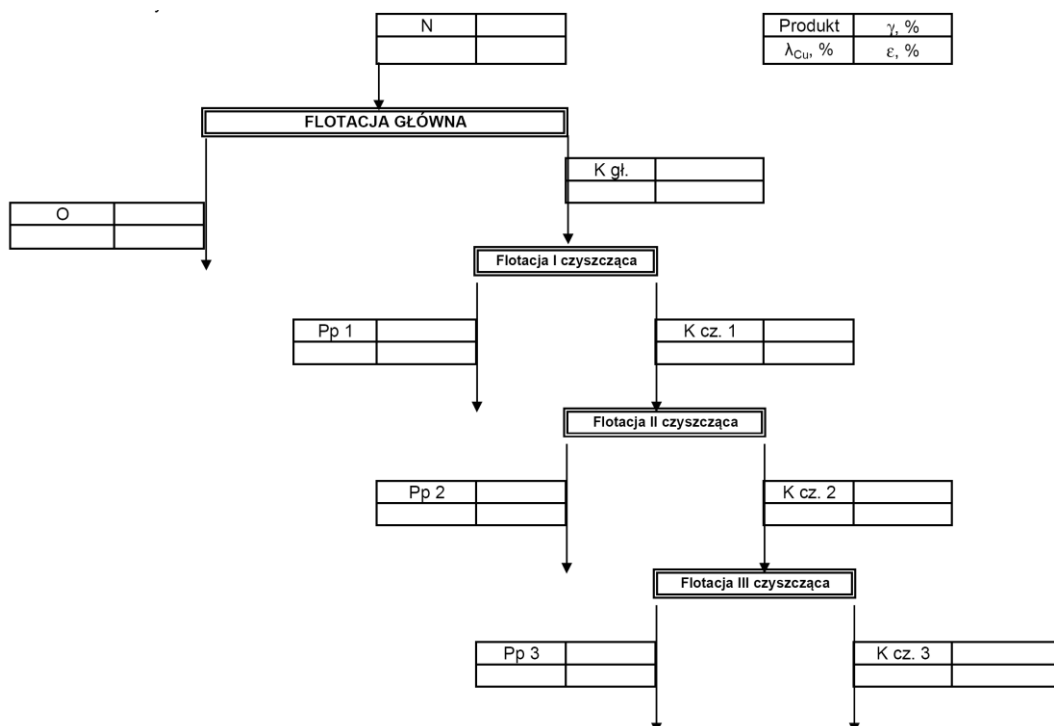 N
Produkt γ, %
λCu, % ε, %
FLOTACJA GŁÓWNA
K gł.
O
Flotacja I czyszcząca
Pp 1
K cz. 1
Flotacja II czyszcząca
Pp 2
K cz. 2
Flotacja III czyszcząca
Pp 3
K cz. 3